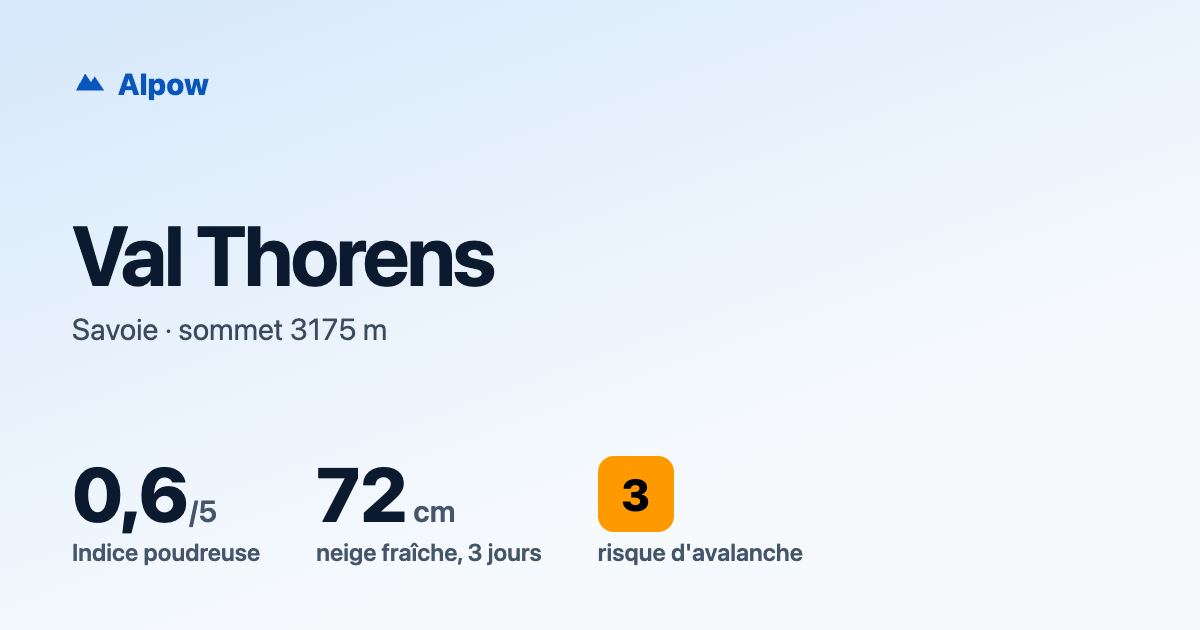 Alpow
Val Thorens
Savoie · sommet 3175 m
0,6/5
Indice poudreuse
72 cm
neige fraîche, 3 jours
3
risque d'avalanche